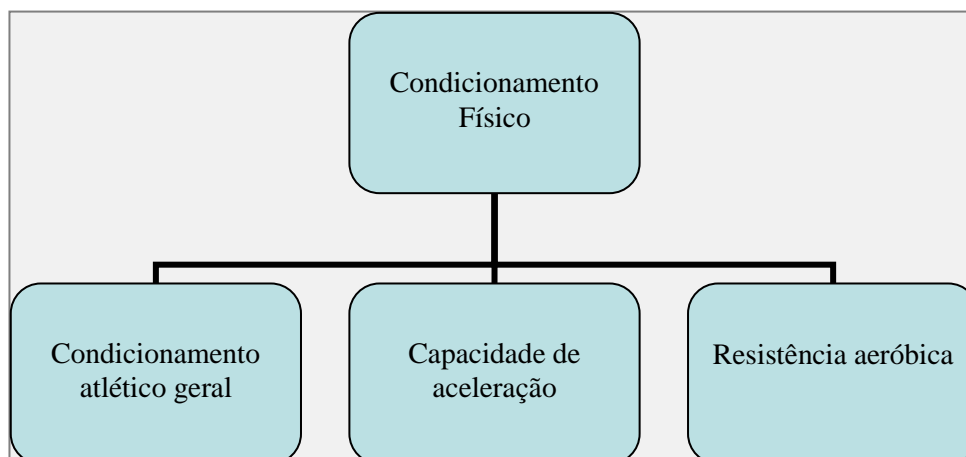 Condicionamento
Físico
Condicionamento
atlético geral
Capacidade de
aceleração
Resistência aeróbica